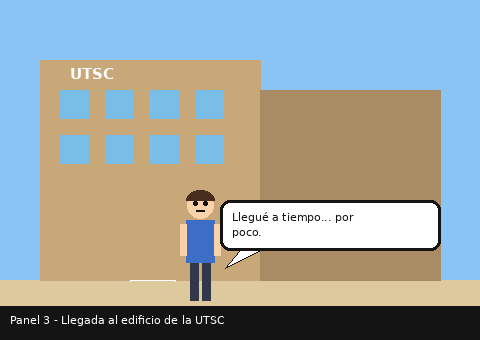 UTSC
Llegué a tiempo... por
poco.
Panel 3 - Llegada al edificio de la UTSC